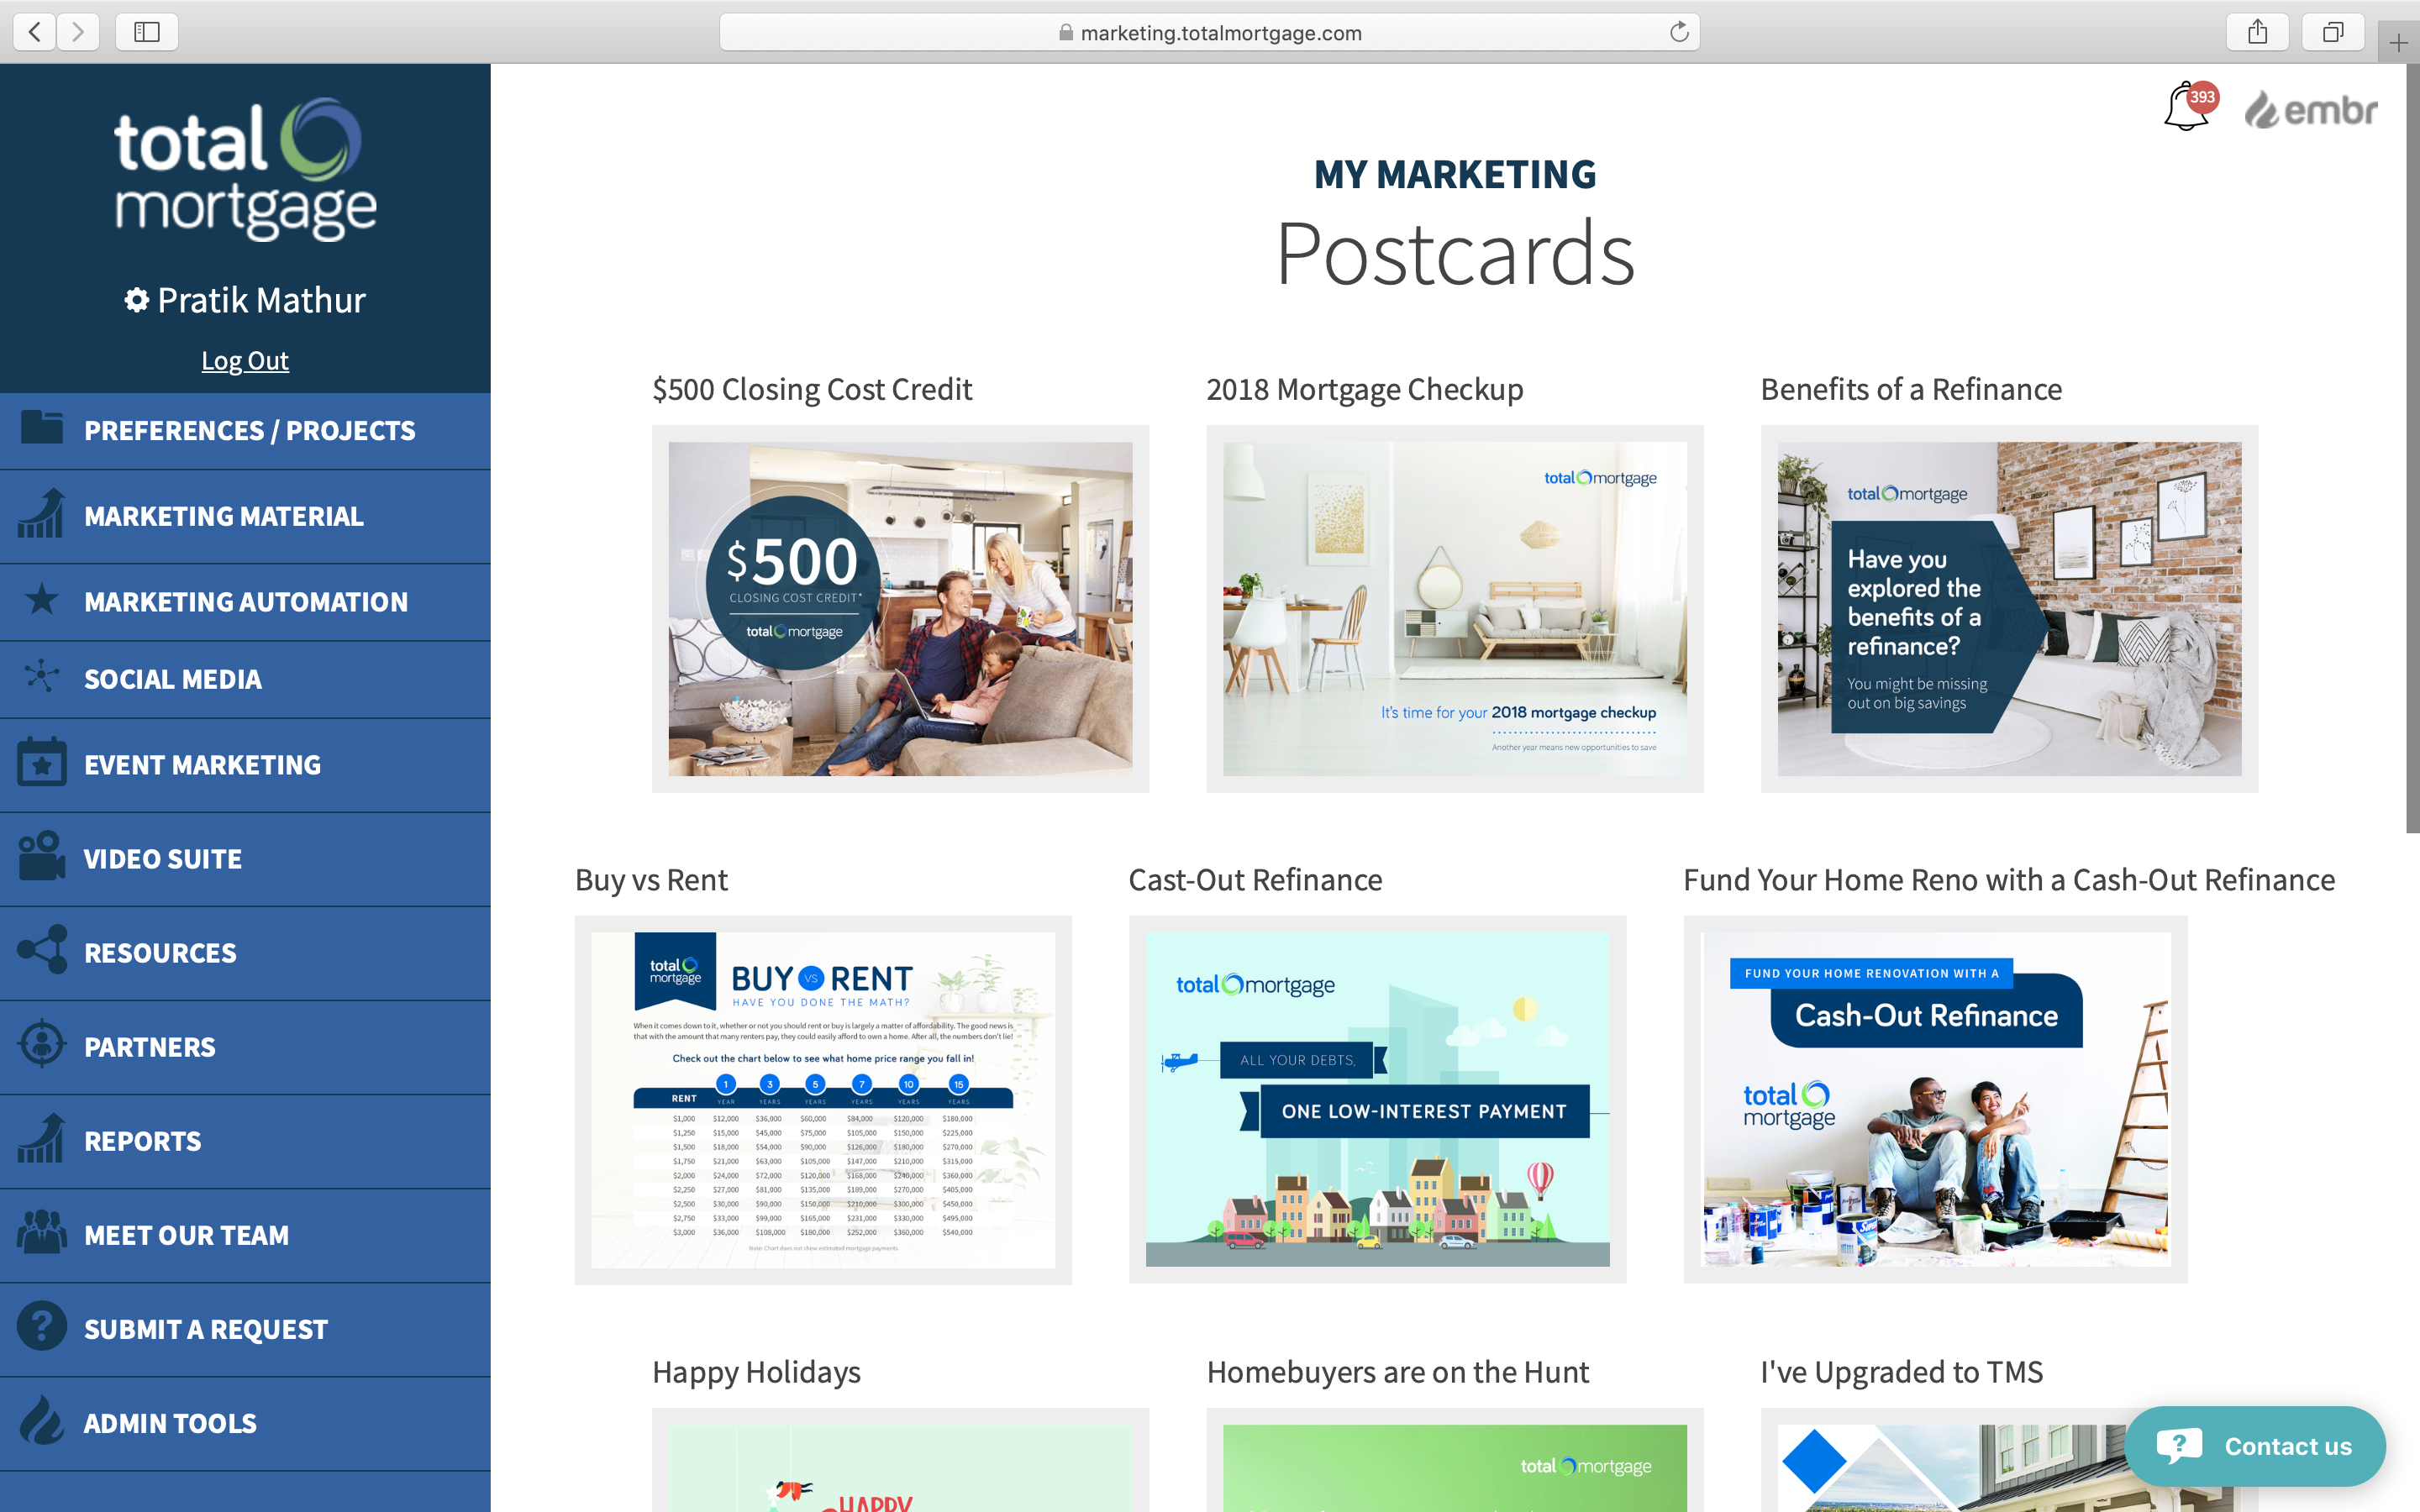 marketing.totalmortgage.com
total
mortgage
Pratik Mathur
Log Out
PREFERENCES / PROJECTS
MARKETING MATERIAL
MARKETING AUTOMATION
SOCIAL MEDIA
EVENT MARKETING
VIDEO SUITE
RESOURCES
PARTNERS
REPORTS
MEET OUR TEAM
SUBMIT A REQUEST
ADMIN TOOLS
393
embr
MY MARKETING
Postcards
$500 Closing Cost Credit
$500
CLOSING COST CREDIT*
total mortgage
2018 Mortgage Checkup
total mortgage
It's time for your 2018 mortgage checkup
Another year means new opportunities to save
Benefits of a Refinance
total mortgage
Have you
explored the
benefits of a
refinance?
You might be missing
out on big savings
Buy vs Rent
total
mortgage
BUY VS RENT
HAVE YOU DONE THE MATH?
When it comes down to it, whether or not you should rent or buy is largely a matter of affordability. The good news is
that with the amount that many renters pay, they could easily afford to own a home. After all, the numbers don't lie!
Check out the chart below to see what home price range you fall in!
1 3 5 7 10 15
RENT YEAR YEARS YEARS YEARS YEARS YEARS
$1,000 $12,000 $36,000 $60,000 $84,000 $120,000 $180,000
$1,250 $15,000 $45,000 $75,000 $105,000 $150,000 $225,000
$1,500 $18,000 $54,000 $90,000 $126,000 $180,000 $270,000
$1,750 $21,000 $63,000 $105,000 $147,000 $210,000 $315,000
$2,000 $24,000 $72,000 $120,000 $168,000 $240,000 $360,000
$2,250 $27,000 $81,000 $135,000 $189,000 $270,000 $405,000
$2,500 $30,000 $90,000 $150,000 $210,000 $300,000 $450,000
$2,750 $33,000 $99,000 $165,000 $231,000 $330,000 $495,000
$3,000 $36,000 $108,000 $180,000 $252,000 $360,000 $540,000
Note: Chart does not show estimated mortgage payments.
Cast-Out Refinance
total mortgage
ALL YOUR DEBTS,
ONE LOW-INTEREST PAYMENT
Fund Your Home Reno with a Cash-Out Refinance
FUND YOUR HOME RENOVATION WITH A
Cash-Out Refinance
total
mortgage
Happy Holidays
HAPPY
Homebuyers are on the Hunt
total mortgage
I've Upgraded to TMS
Contact us